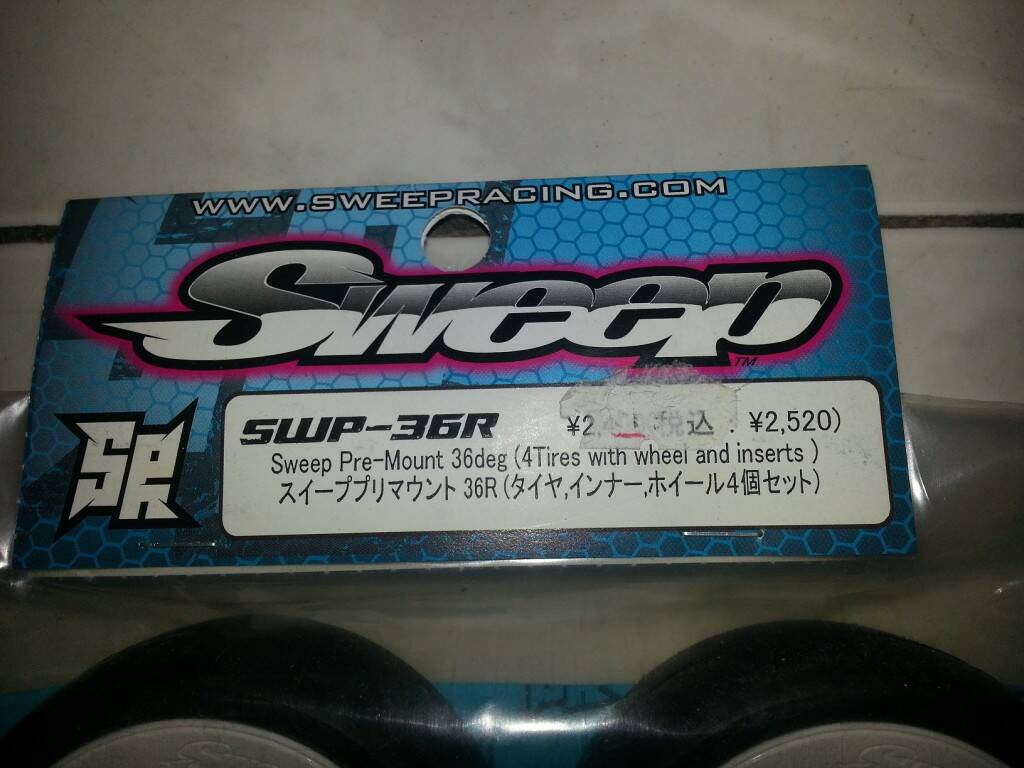 WWW.SWEEPRACING.COM
Sweep
TM
SWP-36R 税込 ¥2,520)
Sweep Pre-Mount 36deg (4Tires with wheel and inserts )
スイーププリマウント 36R (タイヤ,インナー,ホイール4個セット)
Sweep
Sweep